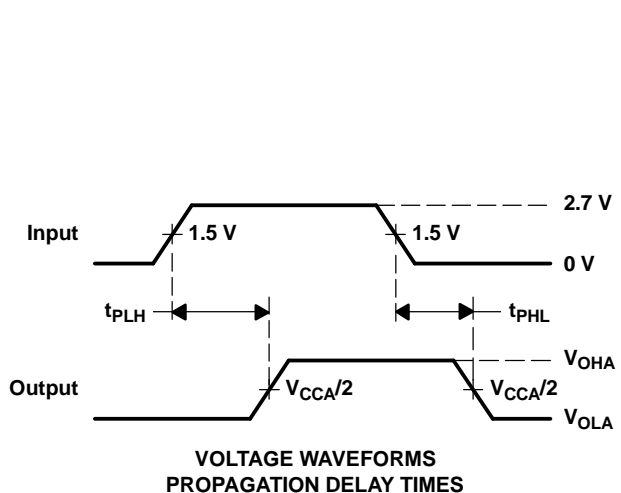 2.7 V
Input
1.5 V
1.5 V
0 V
tPLH
tPHL
VOHA
Output
VCCA/2
VCCA/2
VOLA
VOLTAGE WAVEFORMS
PROPAGATION DELAY TIMES